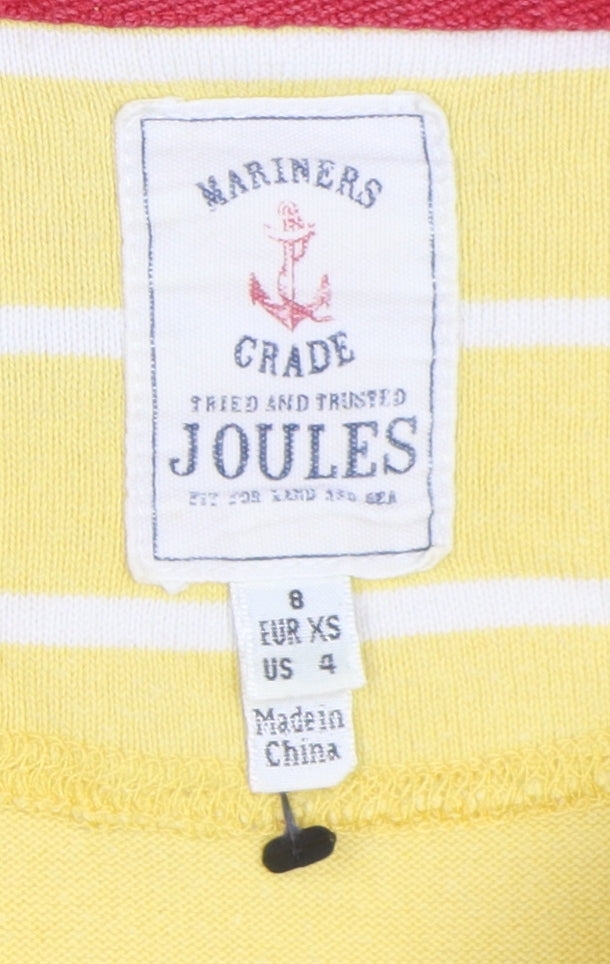 MARINERS
GRADE
TRIED AND TRUSTED
JOULES
FIT FOR LAND AND SEA
8
EUR XS
US 4
Made in
China